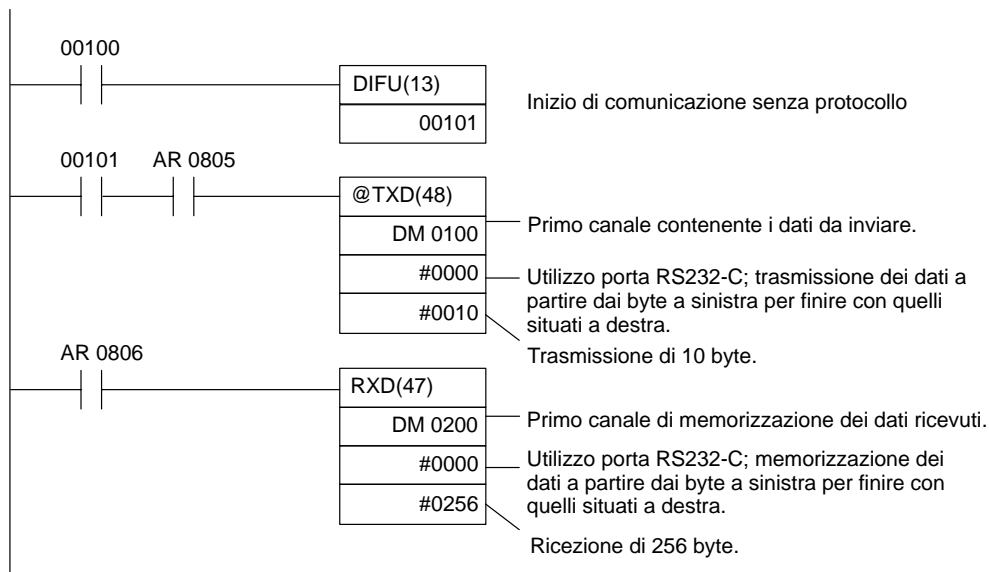 00100
DIFU(13)
00101
Inizio di comunicazione senza protocollo
00101 AR 0805
@TXD(48)
DM 0100
#0000
#0010
Primo canale contenente i dati da inviare.
Utilizzo porta RS232-C; trasmissione dei dati a
partire dai byte a sinistra per finire con quelli
situati a destra.
Trasmissione di 10 byte.
AR 0806
RXD(47)
DM 0200
#0000
#0256
Primo canale di memorizzazione dei dati ricevuti.
Utilizzo porta RS232-C; memorizzazione dei
dati a partire dai byte a sinistra per finire con
quelli situati a destra.
Ricezione di 256 byte.